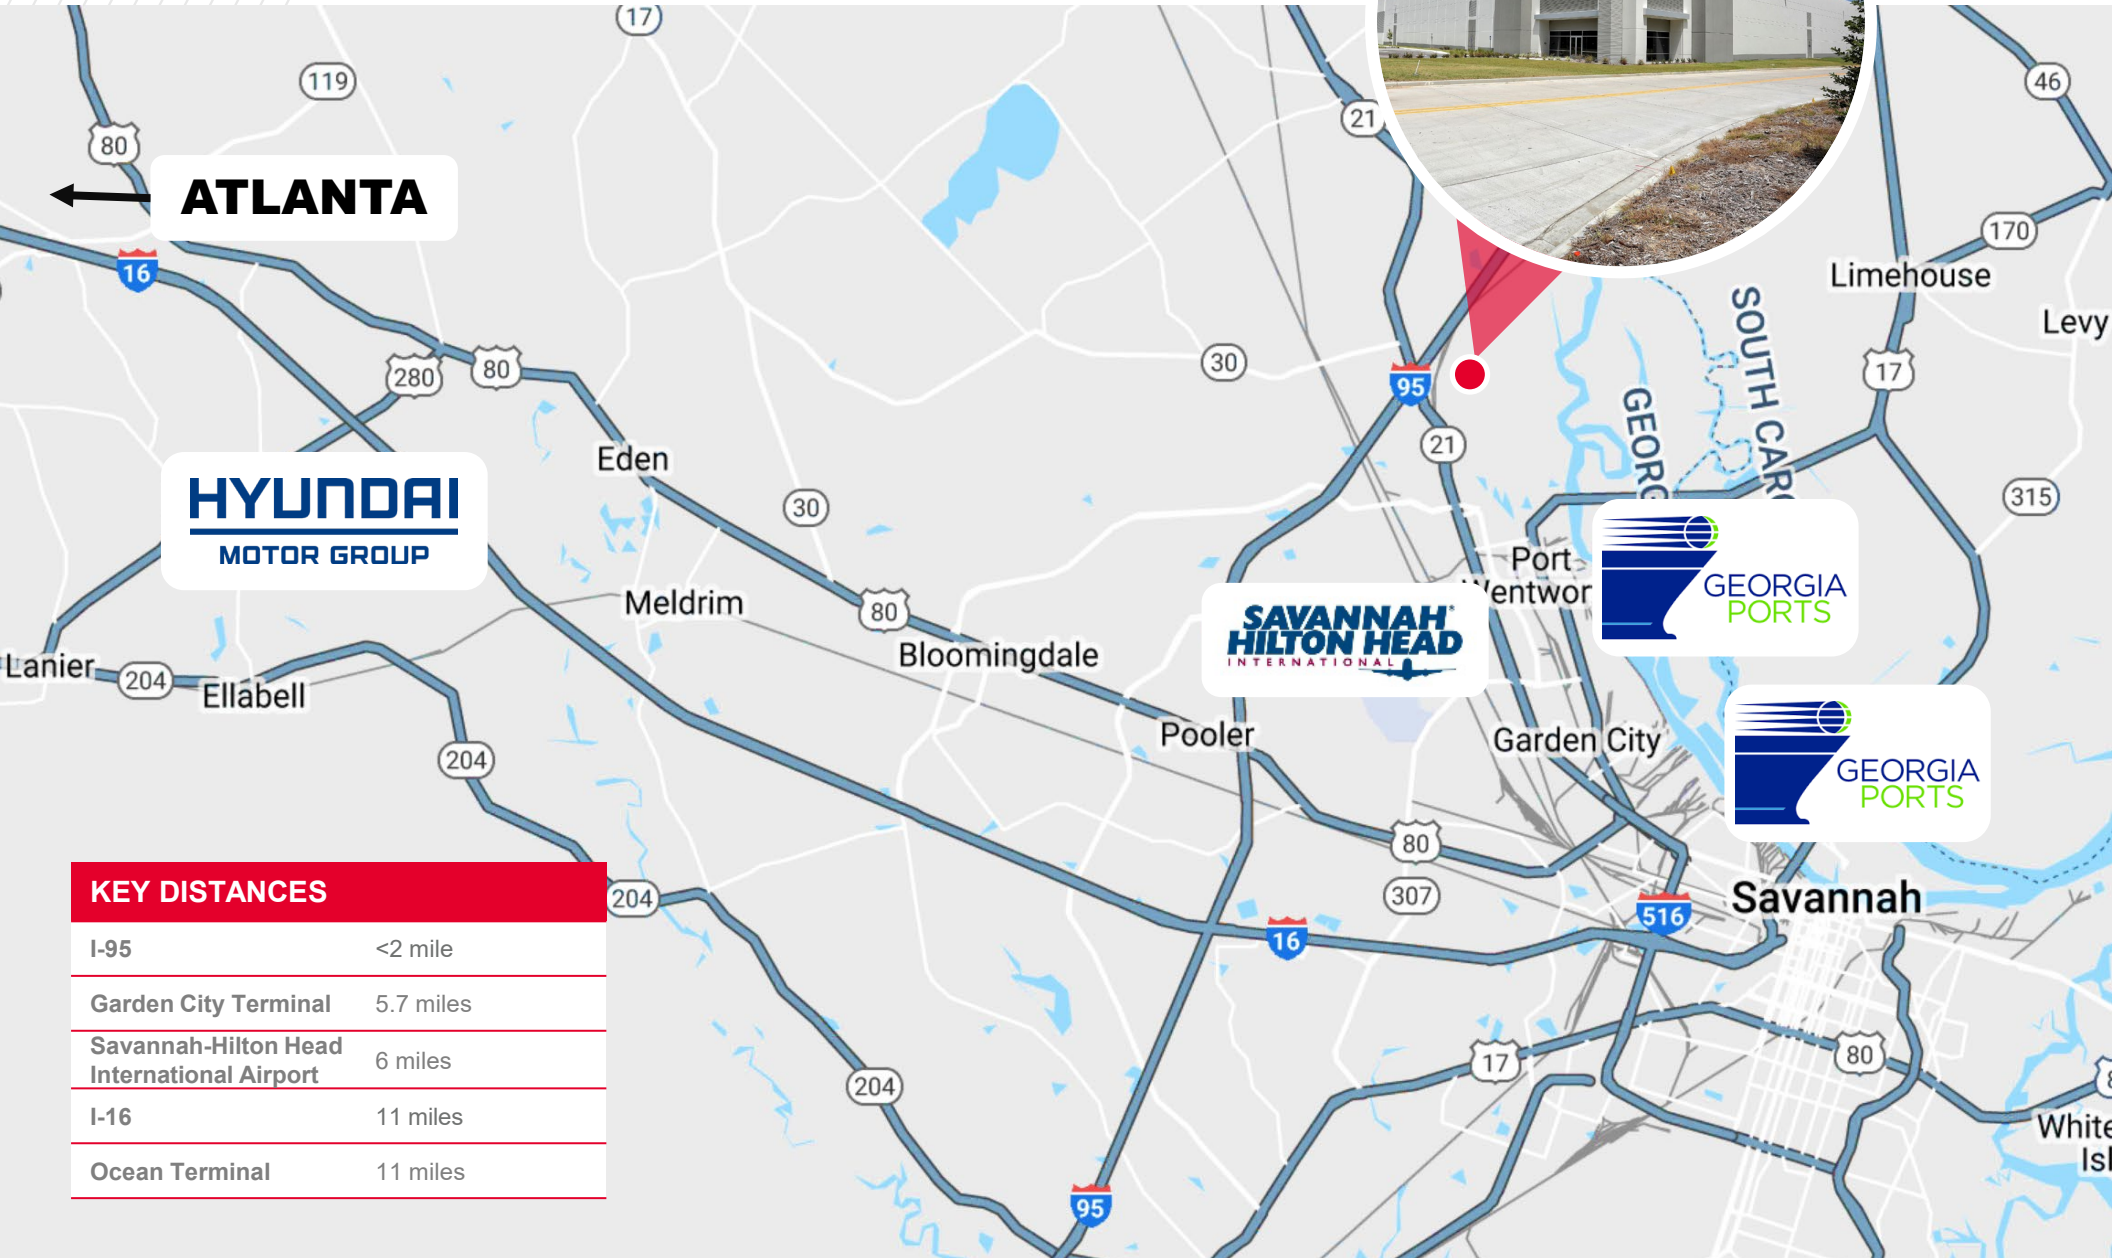 17
119
46
80
21
ATLANTA
170
16
Limehouse
SOUTH CARO
Levy
30
280
80
95
17
GEORG
21
Eden
HYUNDAI
MOTOR GROUP
30
315
Port
Wentwor
GEORGIA
PORTS
Meldrim
80
SAVANNAH
HILTON HEAD
INTERNATIONAL
Bloomingdale
Lanier
204
Ellabell
Pooler
Garden City
204
GEORGIA
PORTS
80
307
204
516
Savannah
16
KEY DISTANCES
I-95 <2 mile
Garden City Terminal 5.7 miles
Savannah-Hilton Head
International Airport 6 miles
I-16 11 miles
Ocean Terminal 11 miles
17
80
204
White
Isl
95